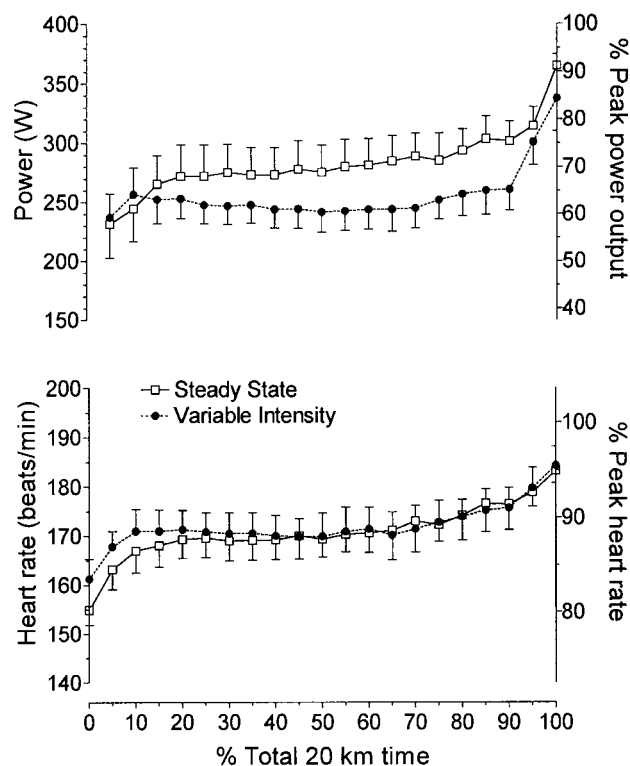 400
350
300
250
200
150
Power (W)
100
90
80
70
60
50
40
% Peak power output
200
190
180
170
160
150
140
Heart rate (beats/min)
Steady State
Variable Intensity
100
90
80
% Peak heart rate
0 10 20 30 40 50 60 70 80 90 100
% Total 20 km time